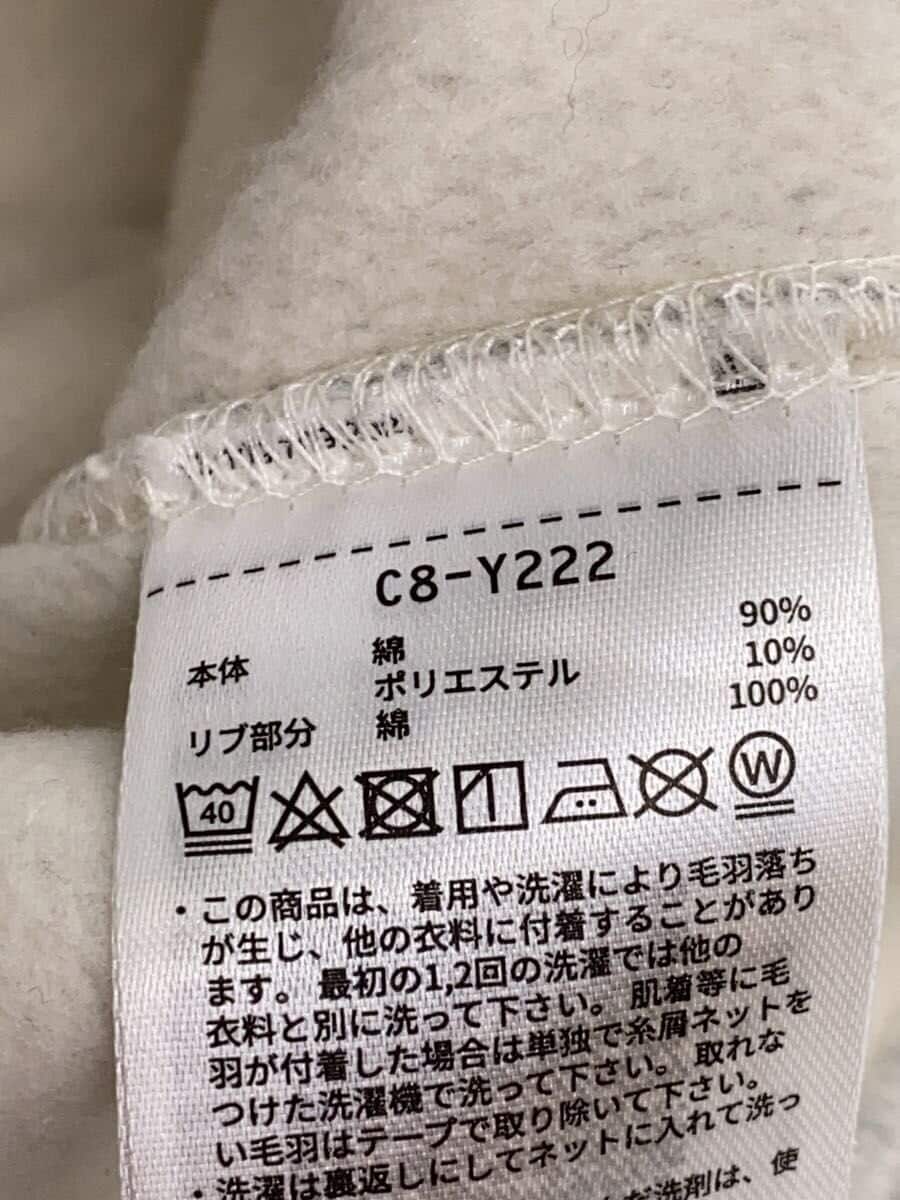 C8-Y222
本体 綿 90%
ポリエステル 10%
リブ部分 綿 100%
40
W
・この商品は、着用や洗濯により毛羽落ち
が生じ、他の衣料に付着することがあり
ます。最初の1,2回の洗濯では他の
衣料と別に洗って下さい。肌着等に毛
羽が付着した場合は単独で糸屑ネットを
つけた洗濯機で洗って下さい。取れな
い毛羽はテープで取り除いて下さい。
・洗濯は裏返しにしてネットに入れて洗っ
洗剤は、使